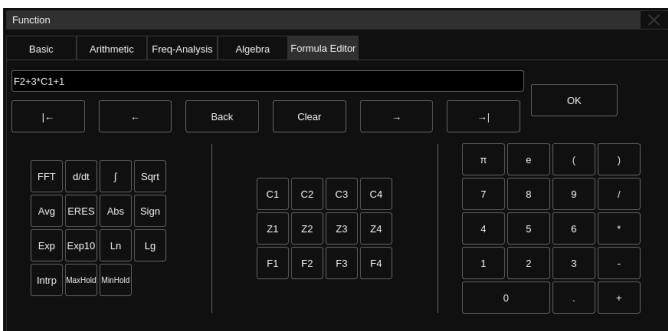 Function
Basic Arithmetic Freq-Analysis Algebra Formula Editor
F2+3*C1+1
OK
|← ← Back Clear → →|
π e ( )
FFT d/dt ∫ Sqrt
C1 C2 C3 C4
7 8 9 /
Avg ERES Abs Sign
Z1 Z2 Z3 Z4
4 5 6 *
Exp Exp10 Ln Lg
F1 F2 F3 F4
1 2 3 -
Intrp MaxHold MinHold
0 . +